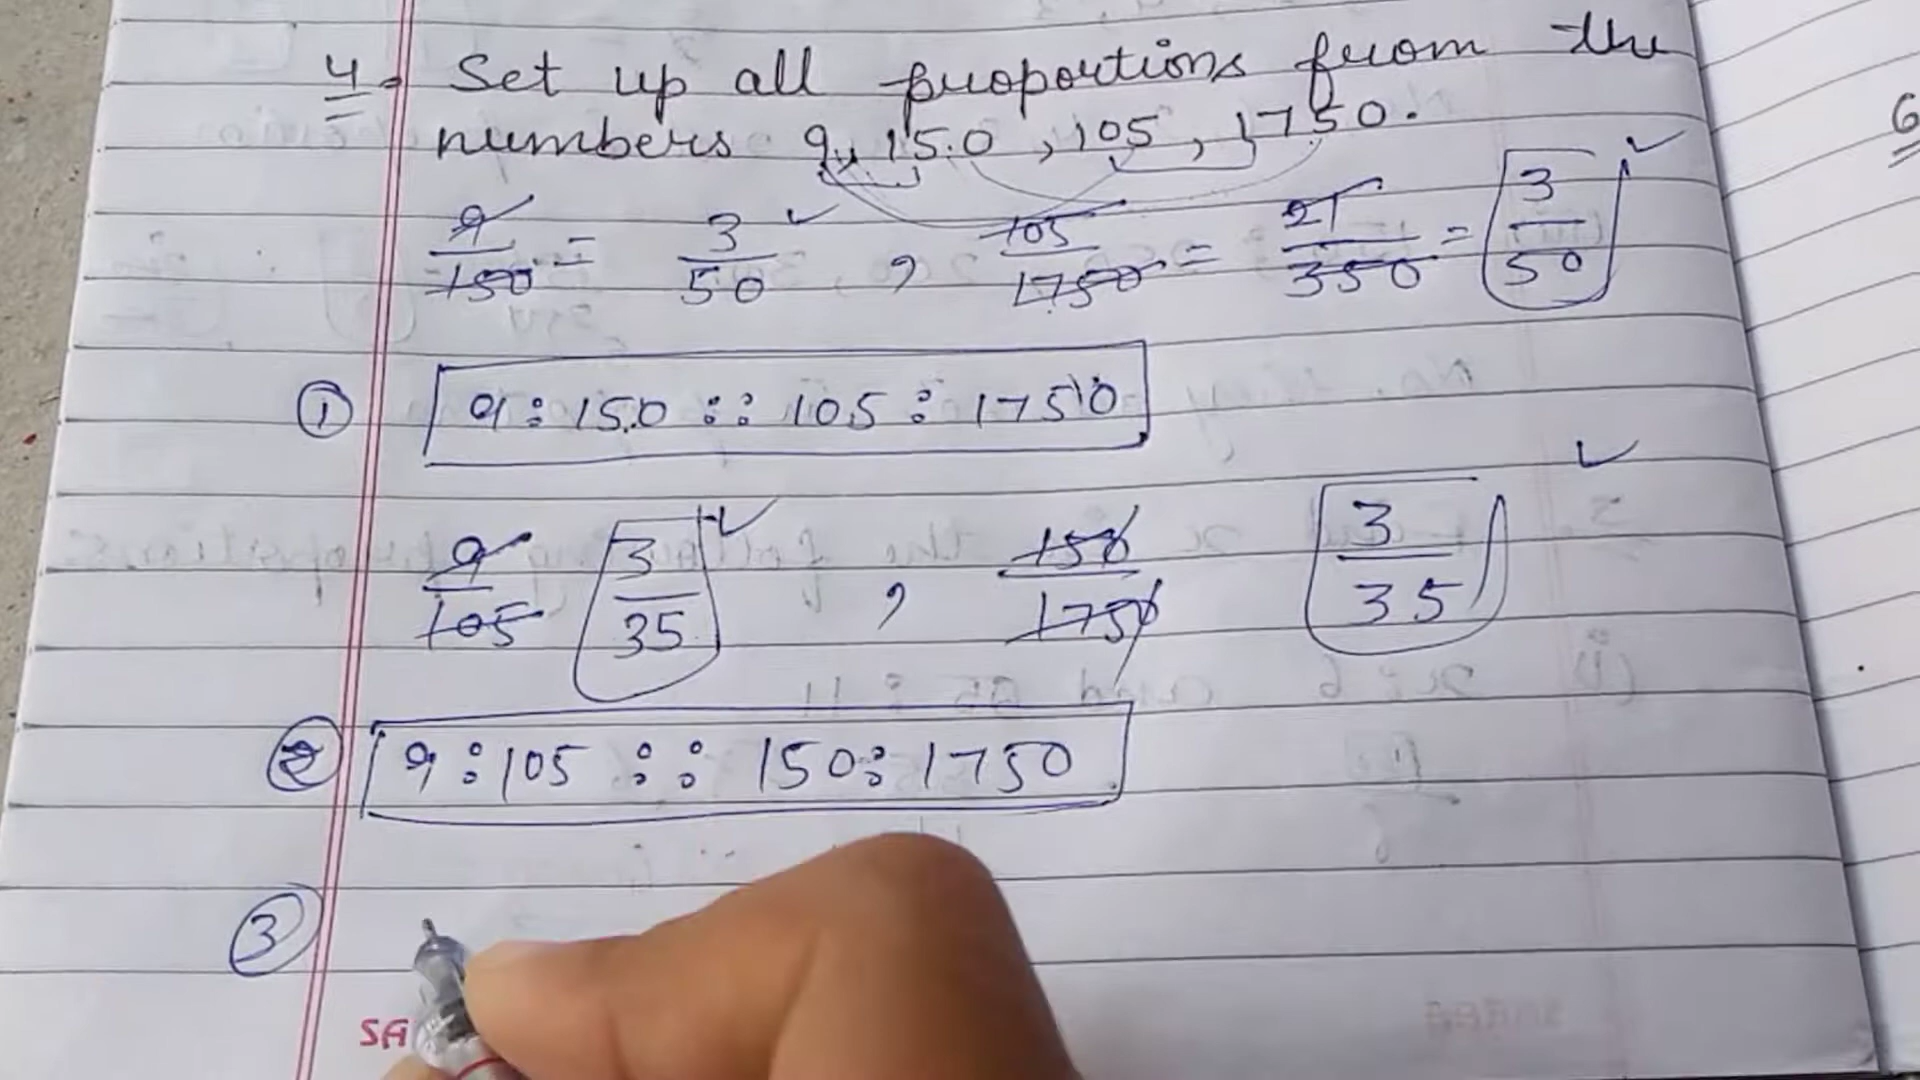 4. Set up all proportions from the
numbers 9, 150, 105, 1750.
9/150 = 3/50 , 105/1750 = 21/350 = 3/50
① 9 : 150 :: 105 : 1750
9/105 3/35 , 150/1750 3/35
② 9 : 105 :: 150 : 1750
③
SA
6